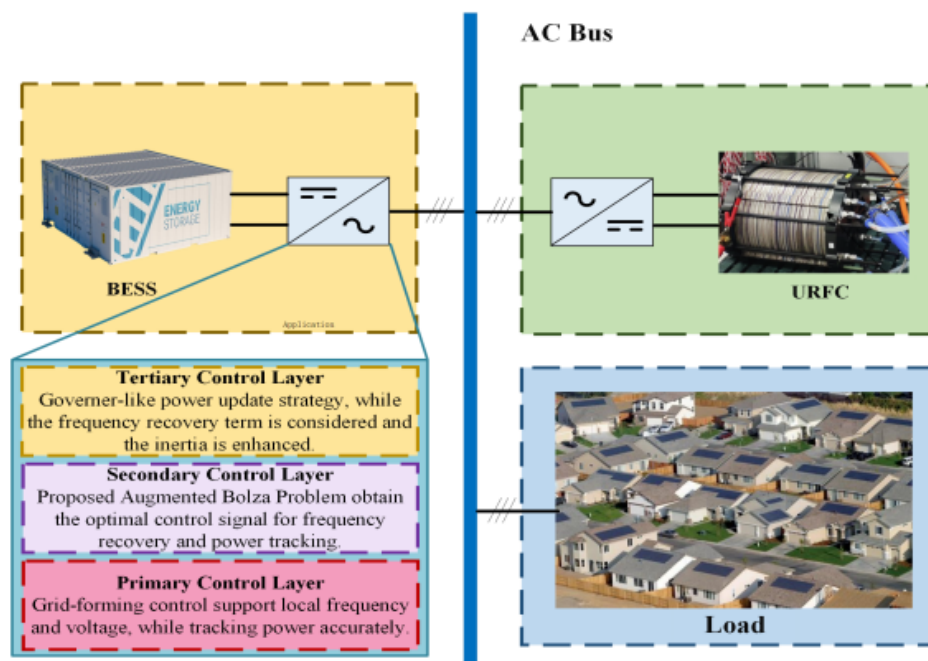 AC Bus
ENERGY
STORAGE
BESS
Application
URFC
Tertiary Control Layer
Governer-like power update strategy, while
the frequency recovery term is considered and
the inertia is enhanced.
Secondary Control Layer
Proposed Augmented Bolza Problem obtain
the optimal control signal for frequency
recovery and power tracking.
Primary Control Layer
Grid-forming control support local frequency
and voltage, while tracking power accurately.
Load